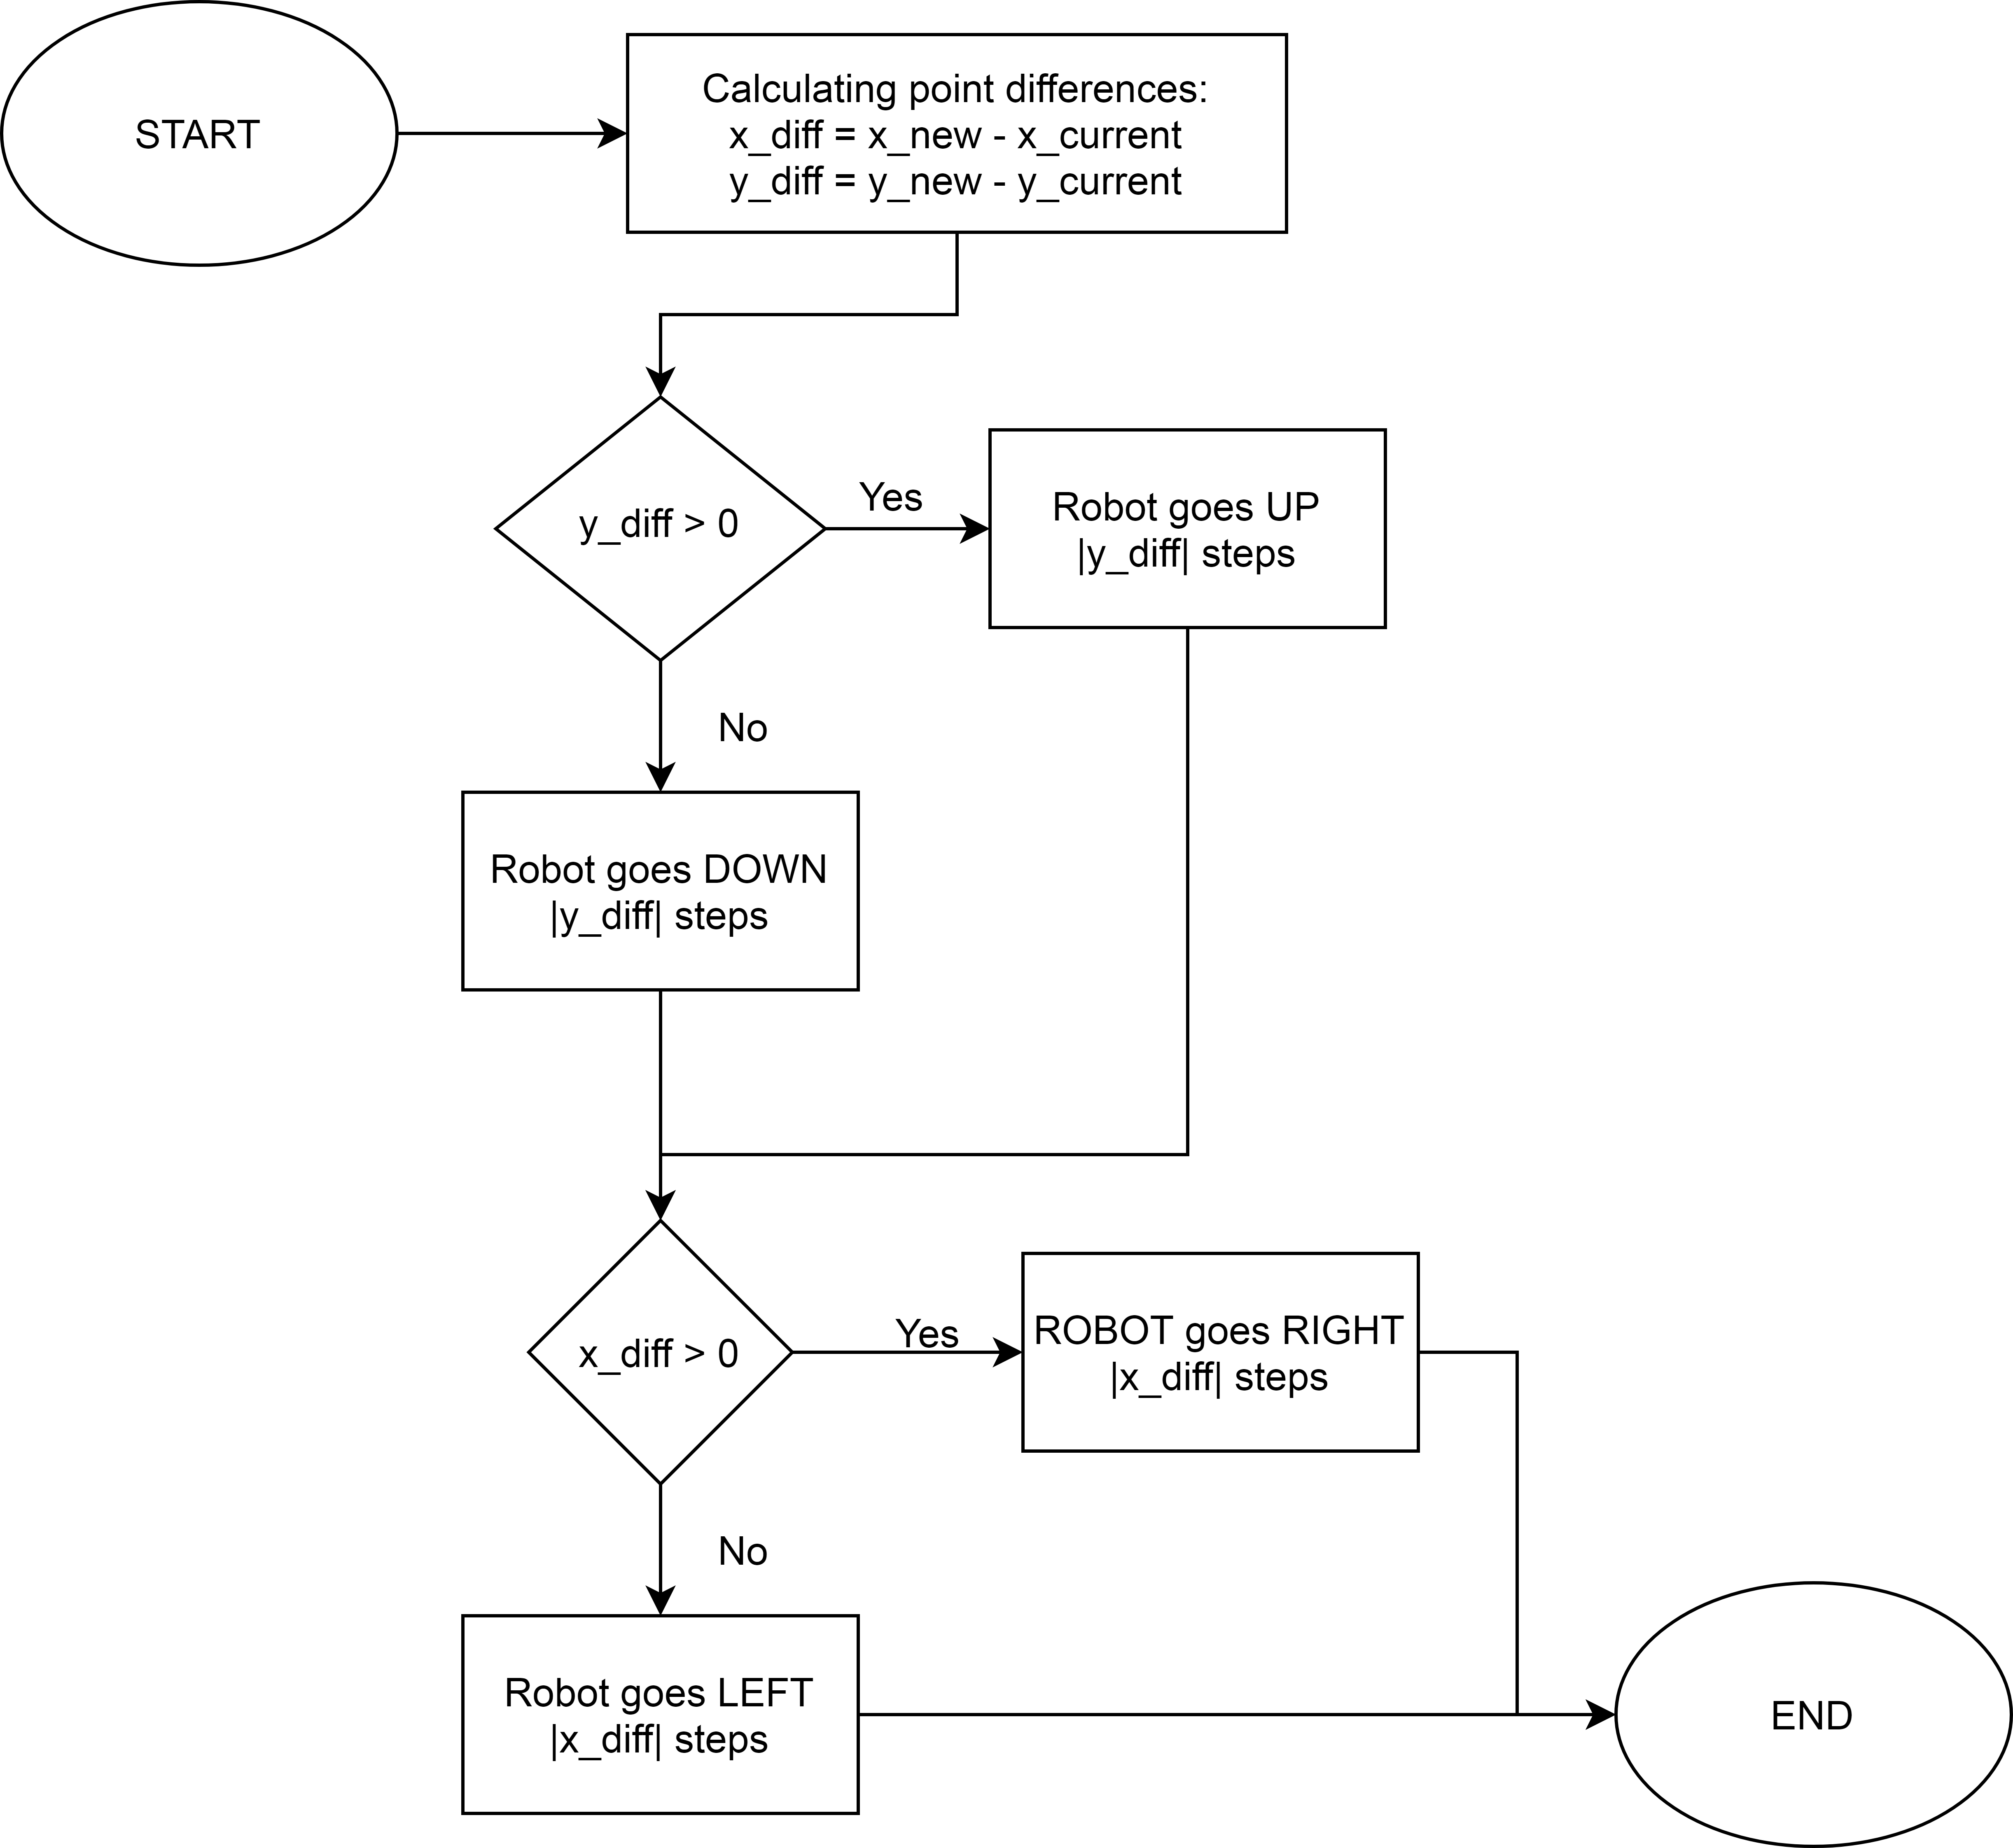 START
Calculating point differences:
x_diff = x_new - x_current
y_diff = y_new - y_current
y_diff > 0
Yes
Robot goes UP
|y_diff| steps
No
Robot goes DOWN
|y_diff| steps
x_diff > 0
Yes
ROBOT goes RIGHT
|x_diff| steps
No
Robot goes LEFT
|x_diff| steps
END